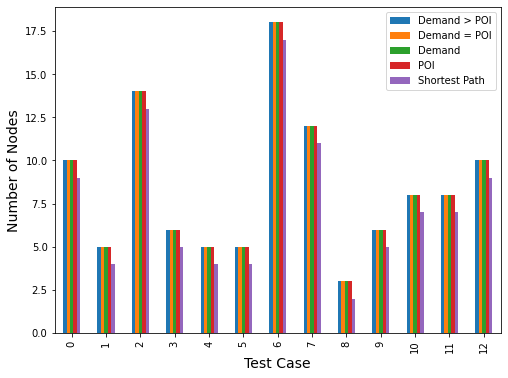 Demand > POI
Demand = POI
Demand
POI
Shortest Path
Number of Nodes
17.5
15.0
12.5
10.0
7.5
5.0
2.5
0.0
0 1 2 3 4 5 6 7 8 9 10 11 12
Test Case